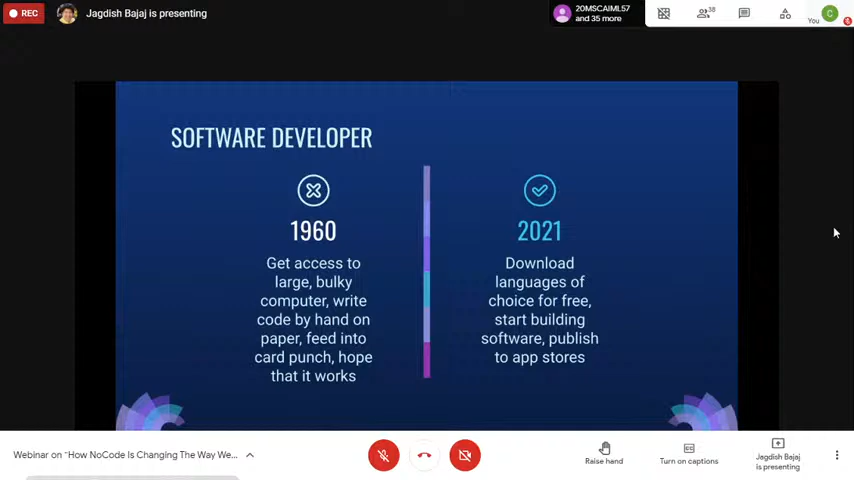 REC
Jagdish Bajaj is presenting
20MSCAIML57
and 35 more
38
You
C
SOFTWARE DEVELOPER
1960
Get access to
large, bulky
computer, write
code by hand on
paper, feed into
card punch, hope
that it works
2021
Download
languages of
choice for free,
start building
software, publish
to app stores
Webinar on "How NoCode Is Changing The Way We...
Raise hand
Turn on captions
Jagdish Bajaj
is presenting